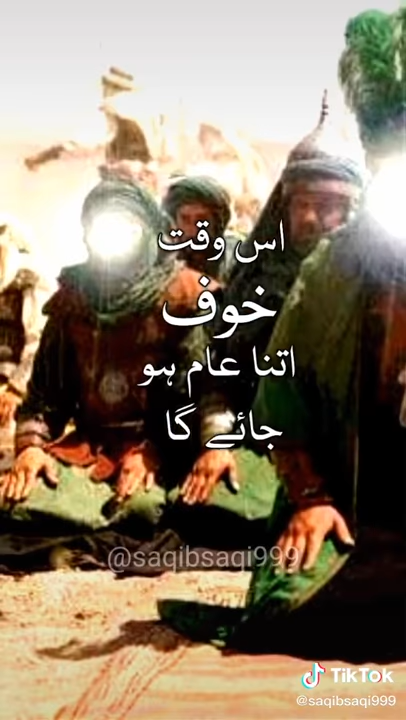 اس وقت
خوف
اتنا عام ہو
جائے گا
@saqibsaqi999
TikTok
@saqibsaqi999